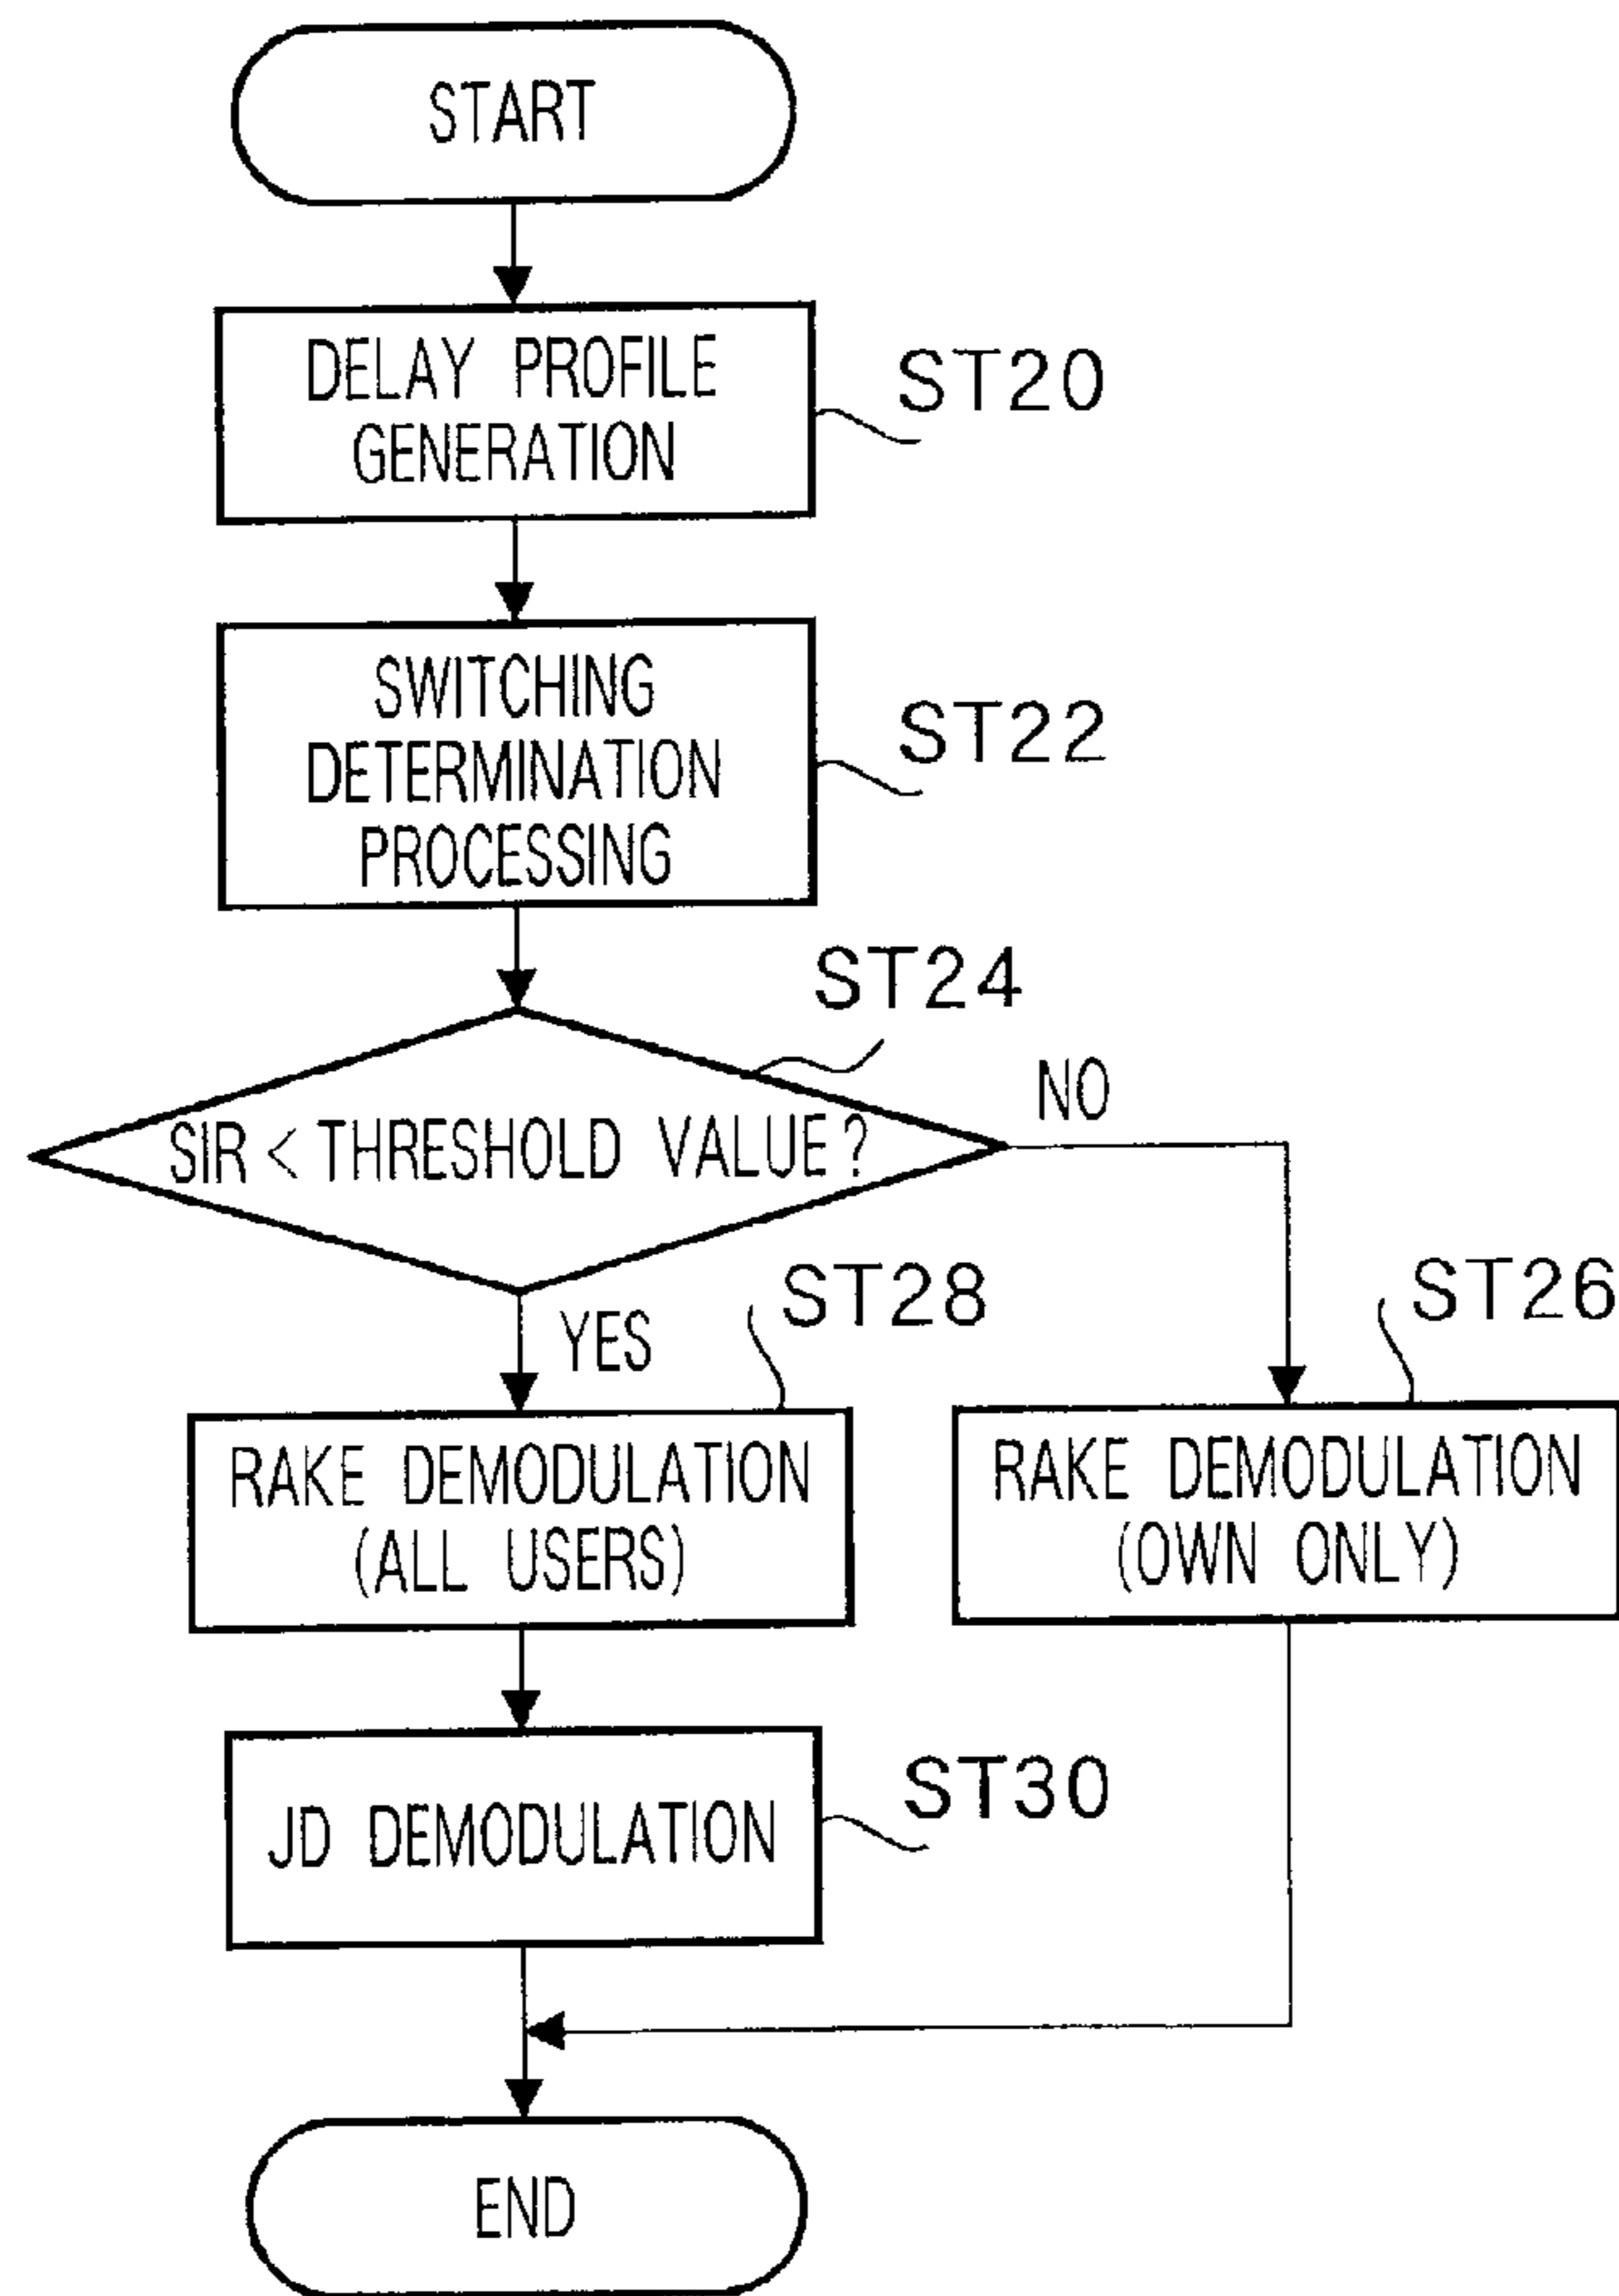 START
DELAY PROFILE
GENERATION
ST20
SWITCHING
DETERMINATION
PROCESSING
ST22
ST24
SIR < THRESHOLD VALUE ?
NO
YES
ST28
RAKE DEMODULATION
(ALL USERS)
ST26
RAKE DEMODULATION
(OWN ONLY)
JD DEMODULATION
ST30
END